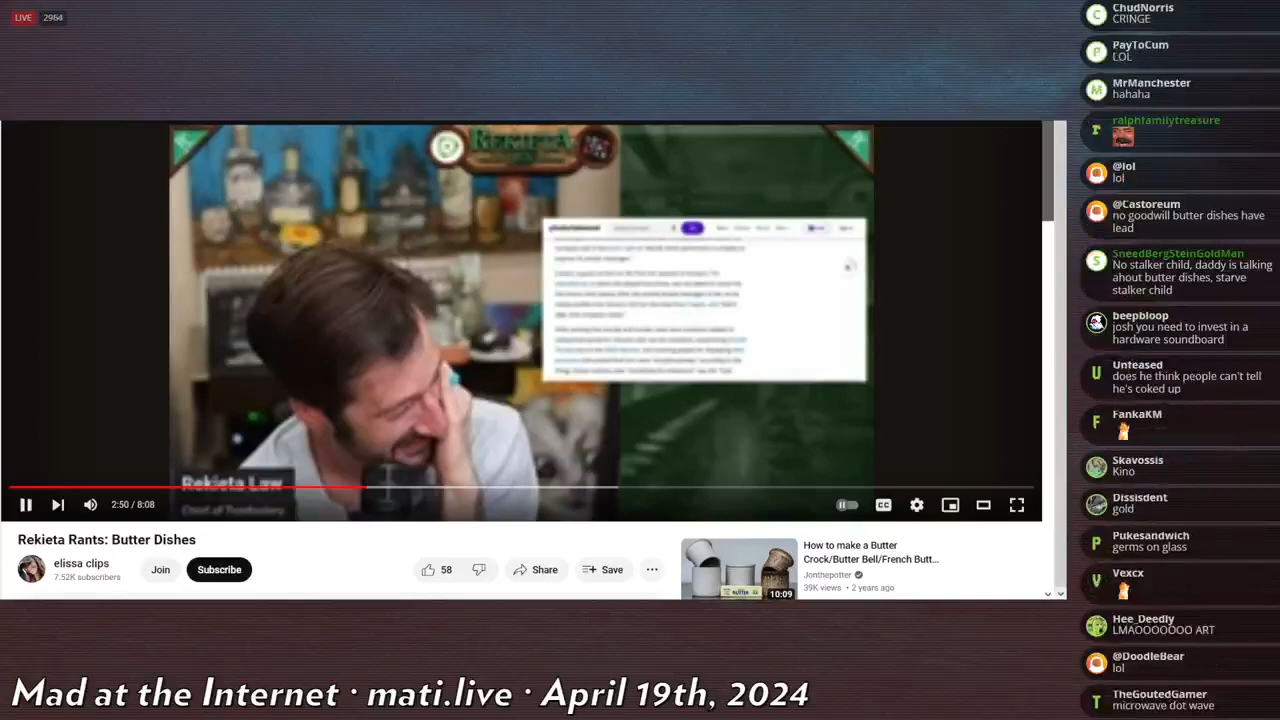 LIVE 2964
REKIETA
Rekieta Law
2:50 / 8:08
CC
Rekieta Rants: Butter Dishes
elissa clips
7.52K subscribers
Join
Subscribe
58
Share
Save
How to make a Butter
Crock/Butter Bell/French Butt...
Jonthepotter
39K views • 2 years ago
10:09
Mad at the Internet · mati.live · April 19th, 2024
C
ChudNorris
CRINGE
P
PayToCum
LOL
M
MrManchester
hahaha
r
ralphfamilytreasure
@lol
lol
@Castoreum
no goodwill butter dishes have
lead
S
SneedBergSteinGoldMan
No stalker child, daddy is talking
about butter dishes, starve
stalker child
beepbloop
josh you need to invest in a
hardware soundboard
U
Unfeased
does he think people can't tell
he's coked up
F
FankaKM
Skavossis
Kino
Dissisdent
gold
P
Pukesandwich
germs on glass
V
Vexcx
Hee_Deedly
LMAOOOOOO ART
@DoodleBear
lol
T
TheGoutedGamer
microwave dot wave